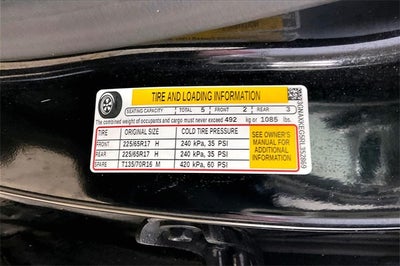 TIRE AND LOADING INFORMATION
SEATING CAPACITY TOTAL 5 FRONT 2 REAR 3
The combined weight of occupants and cargo must never exceed 492 kg or 1085 lbs.
TIRE ORIGINAL SIZE COLD TIRE PRESSURE
FRONT 225/65R17 H 240 kPa, 35 PSI
REAR 225/65R17 H 240 kPa, 35 PSI
SPARE T135/70R16 M 420 kPa, 60 PSI
SEE OWNER'S
MANUAL FOR
ADDITIONAL
INFORMATION